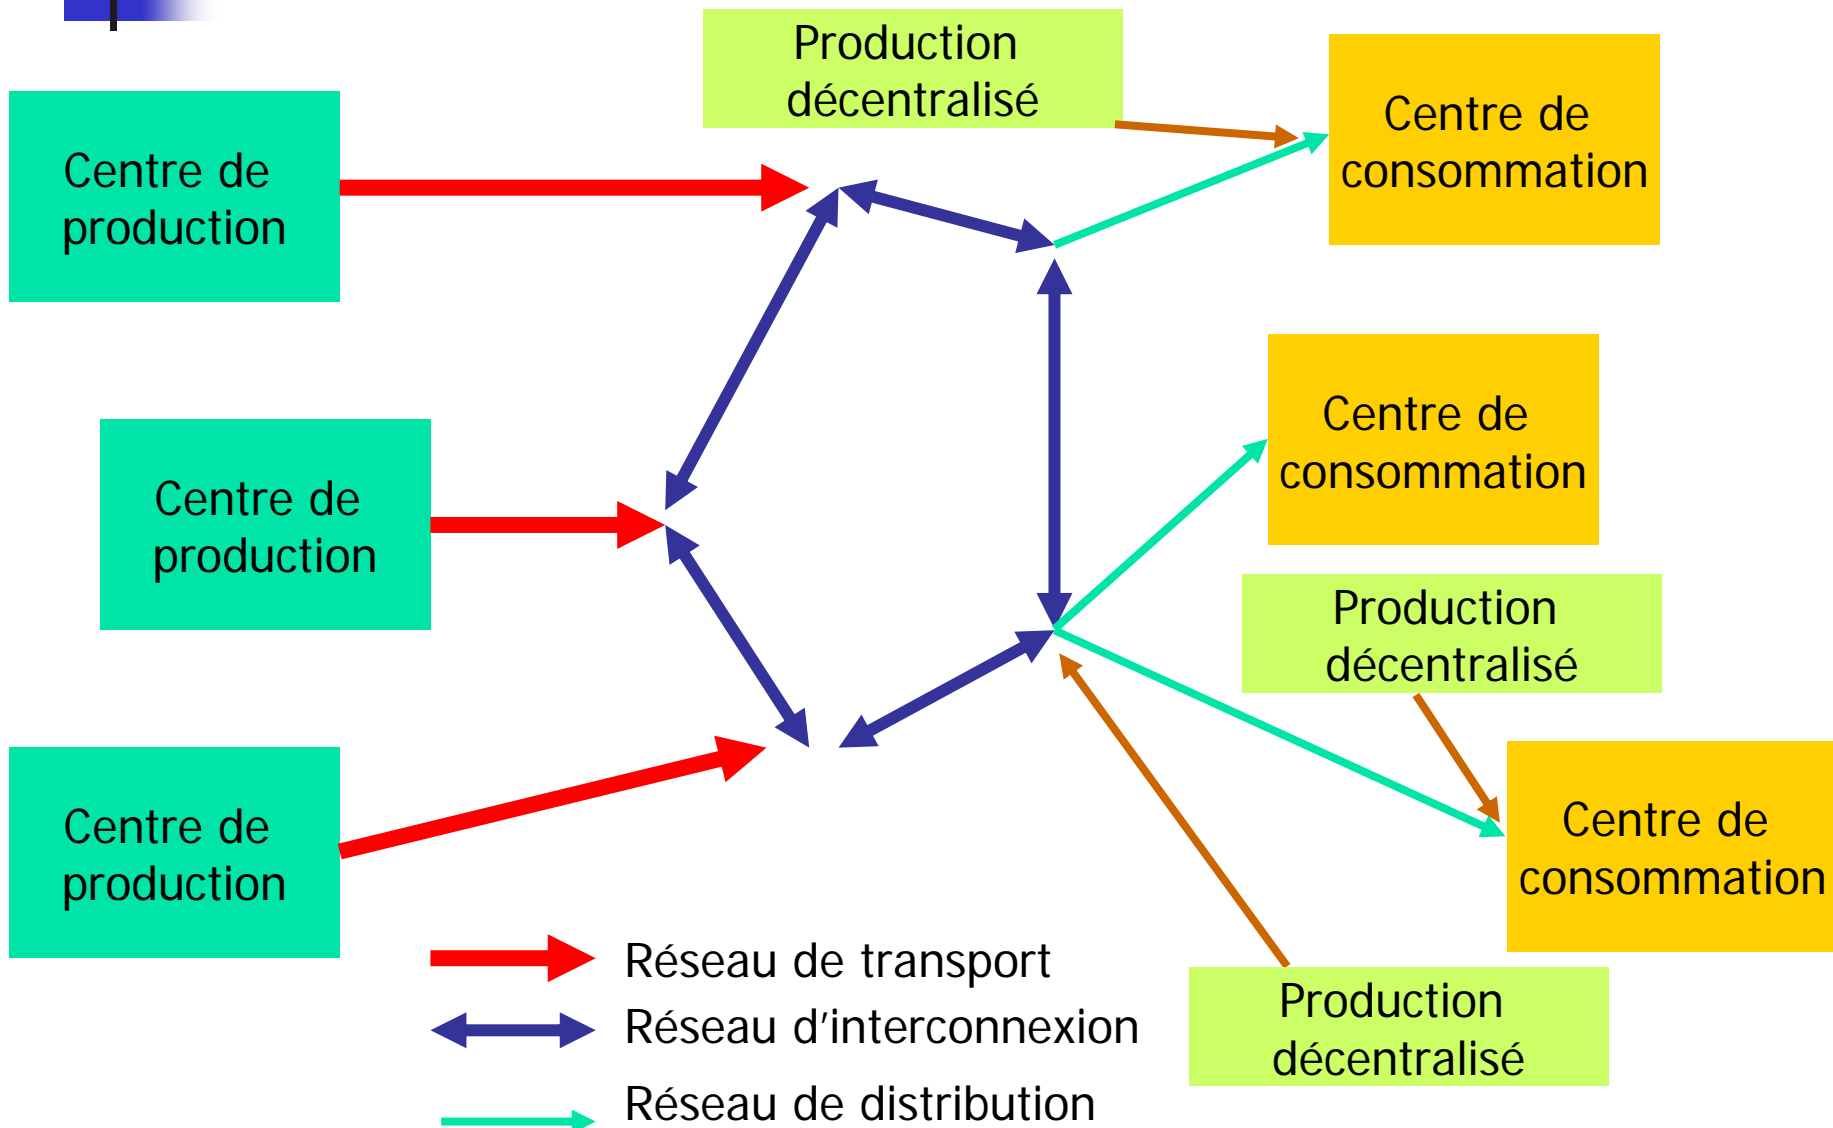 Production
décentralisé
Centre de
consommation
Centre de
production
Centre de
consommation
Centre de
production
Production
décentralisé
Centre de
consommation
Centre de
production
Réseau de transport
Réseau d'interconnexion
Réseau de distribution
Production
décentralisé